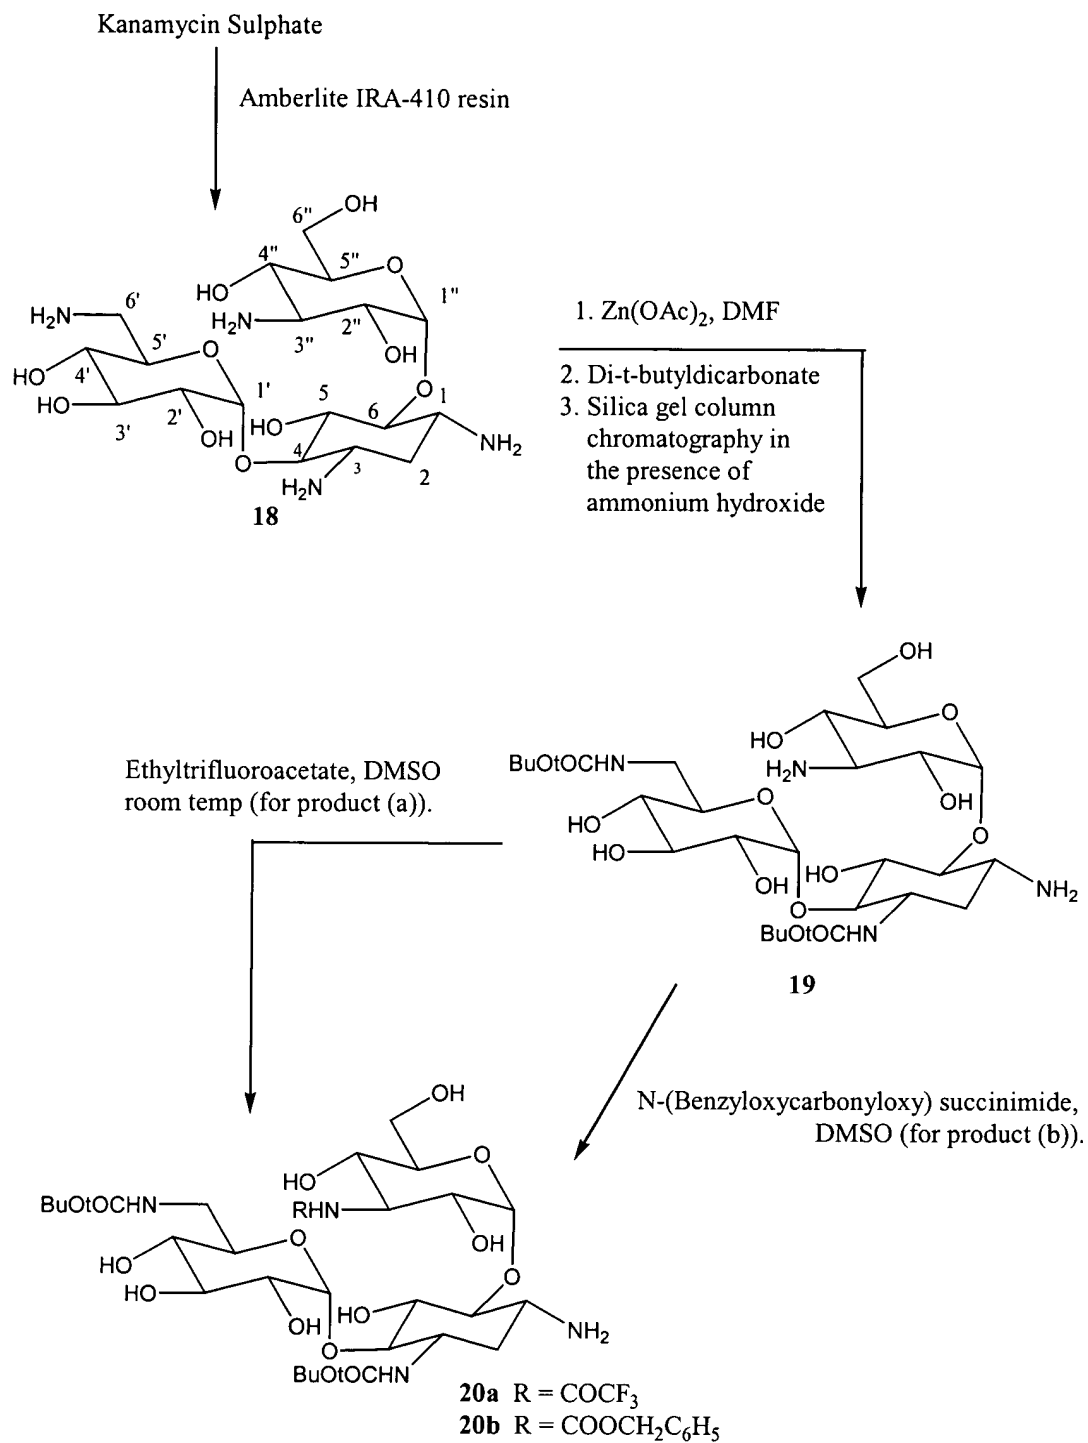 Kanamycin Sulphate
Amberlite IRA-410 resin
6"
OH
4"
5"
O
HO
1"
6'
H₂N
H₂N
2"
3"
5'
O
OH
HO
4'
1'
O
HO
5
6
1
3'
2'
OH
HO
4
3
2
NH₂
O
H₂N
18
1. Zn(OAc)₂, DMF
2. Di-t-butyldicarbonate
3. Silica gel column
chromatography in
the presence of
ammonium hydroxide
OH
O
HO
BuOtOCHN
H₂N
O
OH
HO
HO
O
OH
HO
NH₂
O
BuOtOCHN
19
Ethyltrifluoroacetate, DMSO
room temp (for product (a)).
N-(Benzyloxycarbonyloxy) succinimide,
DMSO (for product (b)).
OH
O
HO
BuOtOCHN
RHN
O
OH
HO
HO
O
OH
HO
NH₂
O
BuOtOCHN
20a R = COCF₃
20b R = COOCH₂C₆H₅